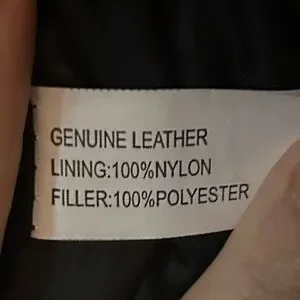 GENUINE LEATHER
LINING:100%NYLON
FILLER:100%POLYESTER